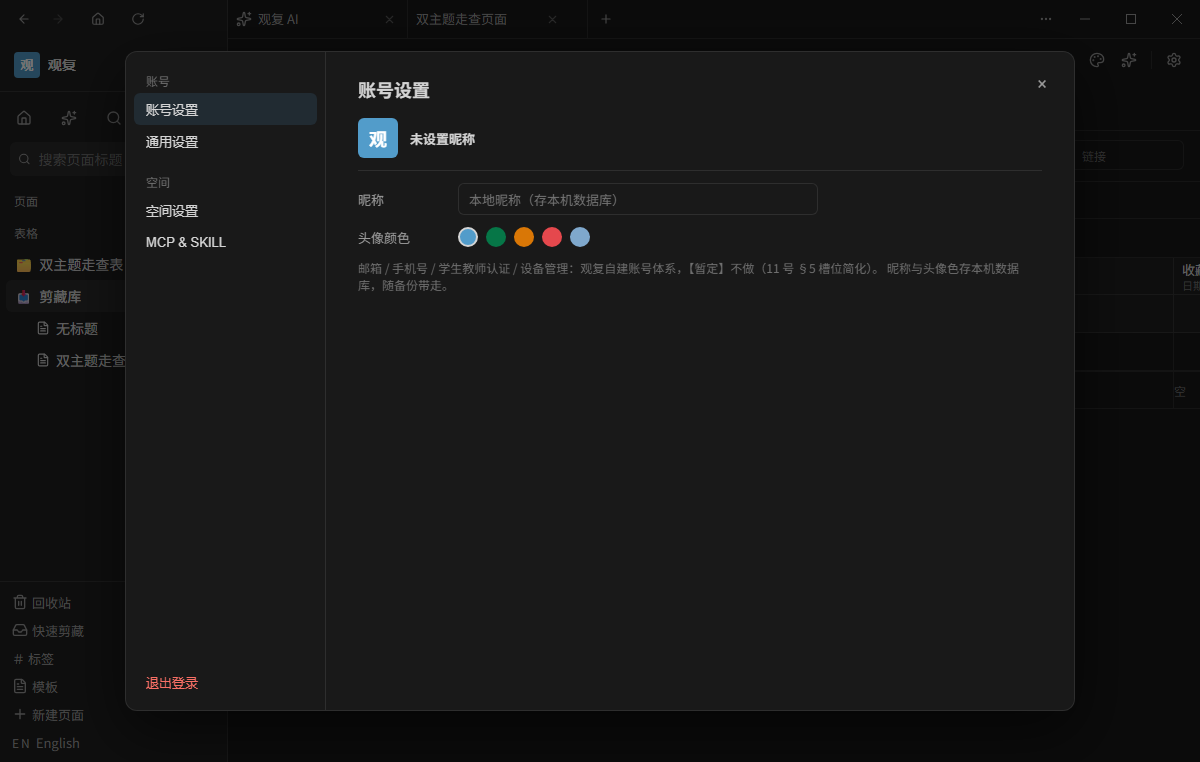 观复 AI
双主题走查页面
观 观复
搜索页面标题
页面
表格
双主题走查表
剪藏库
无标题
双主题走查
回收站
快速剪藏
# 标签
模板
新建页面
EN English
账号
账号设置
通用设置
空间
空间设置
MCP & SKILL
退出登录
账号设置
观 未设置昵称
昵称 本地昵称（存本机数据库）
头像颜色
邮箱 / 手机号 / 学生教师认证 / 设备管理：观复自建账号体系，【暂定】不做（11 号 §5 槽位简化）。 昵称与头像色存本机数据
库，随备份带走。
链接
收藏
日期
空